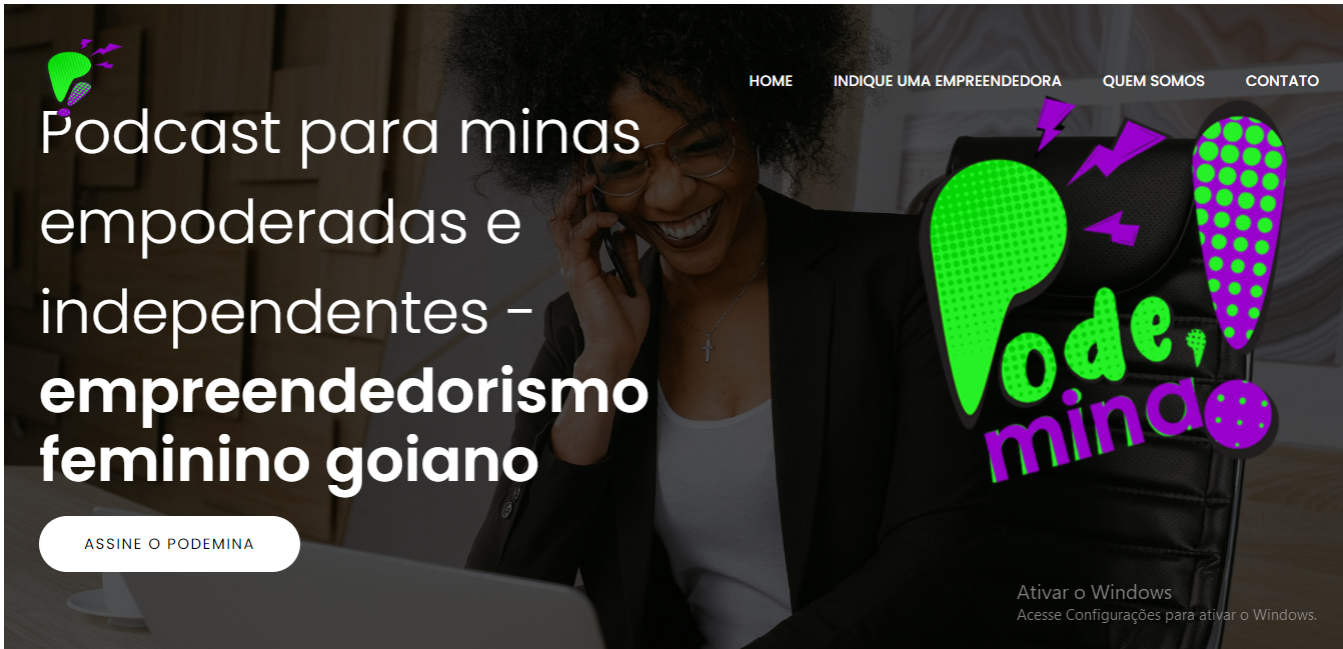 HOME INDIQUE UMA EMPREENDEDORA QUEM SOMOS CONTATO
Podcast para minas
empoderadas e
independentes -
empreendedorismo
feminino goiano
ASSINE O PODEMINA
Pode,
mina!
Ativar o Windows
Acesse Configurações para ativar o Windows.